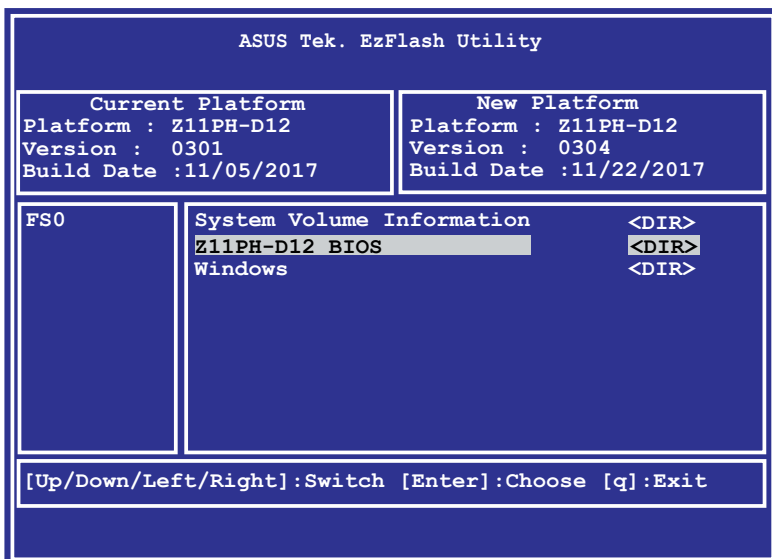 ASUS Tek. EzFlash Utility
Current Platform
Platform : Z11PH-D12
Version : 0301
Build Date :11/05/2017
New Platform
Platform : Z11PH-D12
Version : 0304
Build Date :11/22/2017
FS0
System Volume Information <DIR>
Z11PH-D12 BIOS <DIR>
Windows <DIR>
[Up/Down/Left/Right]:Switch [Enter]:Choose [q]:Exit